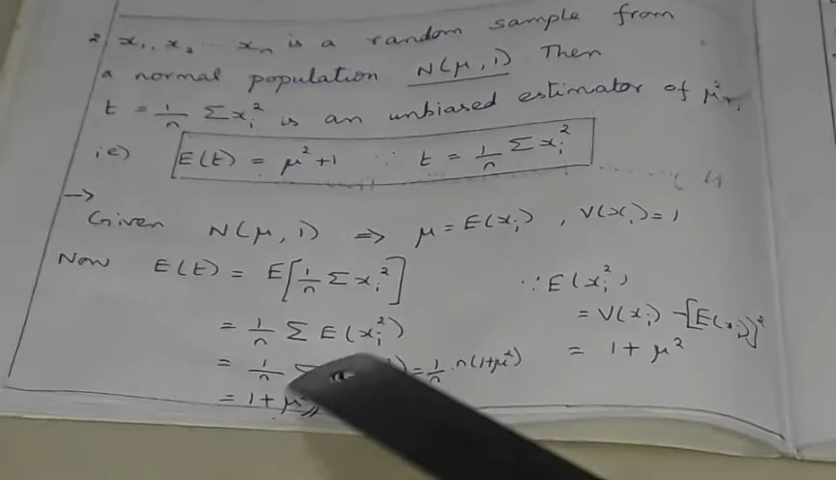 2) x₁, x₂ ... xₙ is a random sample from
a normal population N(μ, 1) Then
t = 1/n Σxᵢ² is an unbiased estimator of μ²+1
ie) E(t) = μ²+1 ∵ t = 1/n Σxᵢ²
→
Given N(μ, 1) ⇒ μ = E(xᵢ), V(xᵢ) = 1
Now E(t) = E[1/n Σxᵢ²] ∵ E(xᵢ²)
= 1/n Σ E(xᵢ²) = V(xᵢ) - [E(xᵢ)]²
= 1/n Σ ) = 1/n · n(1+μ²) = 1 + μ²
= 1 + μ²//